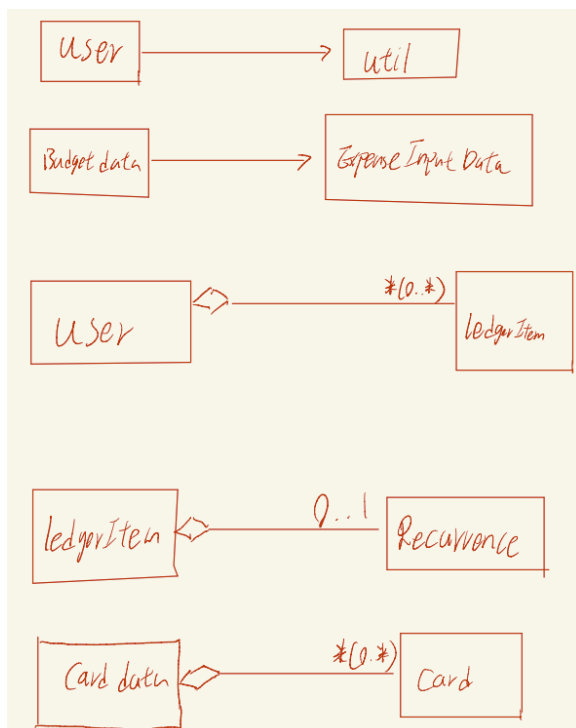 User
util
Budget data
Expense Input Data
User
*(0..*)
ledgerItem
ledgerItem
0..1
Recurrence
Card data
*(0..*)
Card